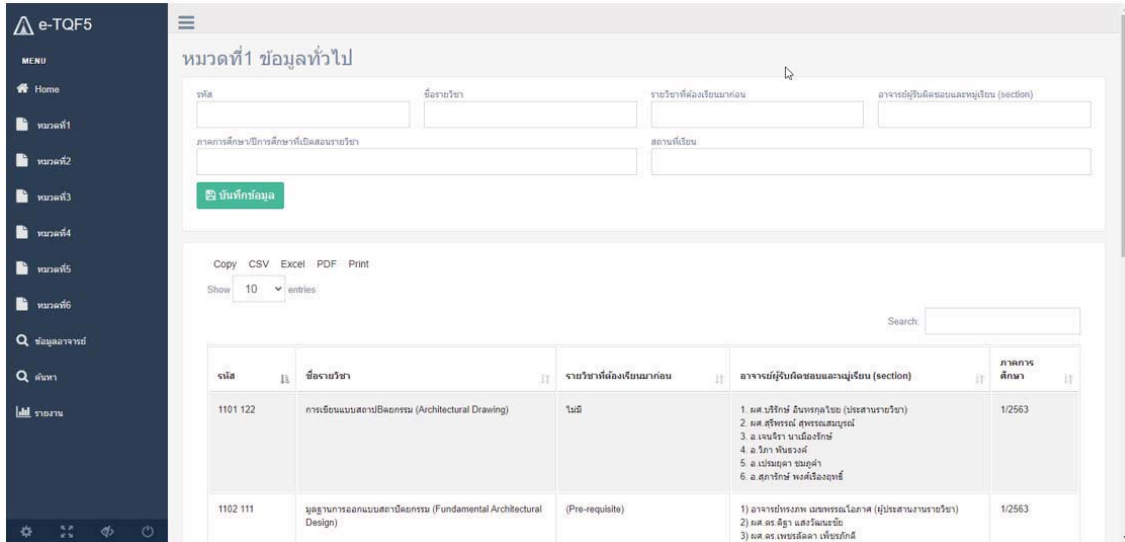 e-TQF5
MENU
Home
หมวดที่1
หมวดที่2
หมวดที่3
หมวดที่4
หมวดที่5
หมวดที่6
ข้อมูลอาจารย์
ค้นหา
รายงาน
หมวดที่1 ข้อมูลทั่วไป
รหัส ชื่อรายวิชา รายวิชาที่ต้องเรียนมาก่อน อาจารย์ผู้รับผิดชอบและหมู่เรียน (section)
ภาคการศึกษา/ปีการศึกษาที่เปิดสอนรายวิชา สถานที่เรียน
บันทึกข้อมูล
Copy CSV Excel PDF Print
Show 10 entries
Search:
รหัส ชื่อรายวิชา รายวิชาที่ต้องเรียนมาก่อน อาจารย์ผู้รับผิดชอบและหมู่เรียน (section) ภาคการ
ศึกษา
1101 122 การเขียนแบบสถาปัตยกรรม (Architectural Drawing) ไม่มี 1. ผศ.บริรักษ์ อินทรกุลไชย (ประสานรายวิชา) 1/2563
2. ผศ.สุรีพรรณ์ สุพรรณสมบูรณ์
3. อ.เจนจิรา นาเมืองรักษ์
4. อ.วิภา พันธวงค์
5. อ.เปรมยุดา ชมภูคำ
6. อ.สุภารักษ์ พงศ์เรืองฤทธิ์
1102 111 มูลฐานการออกแบบสถาปัตยกรรม (Fundamental Architectural (Pre-requisite) 1) อาจารย์ทรงภพ เมฆพรรณโอภาศ (ผู้ประสานงานรายวิชา) 1/2563
Design) 2) ผศ.ดร.ดิฐา แสงวัฒนะชัย
3) ผศ.ดร.เพชรลัดดา เพ็ชรภักดี